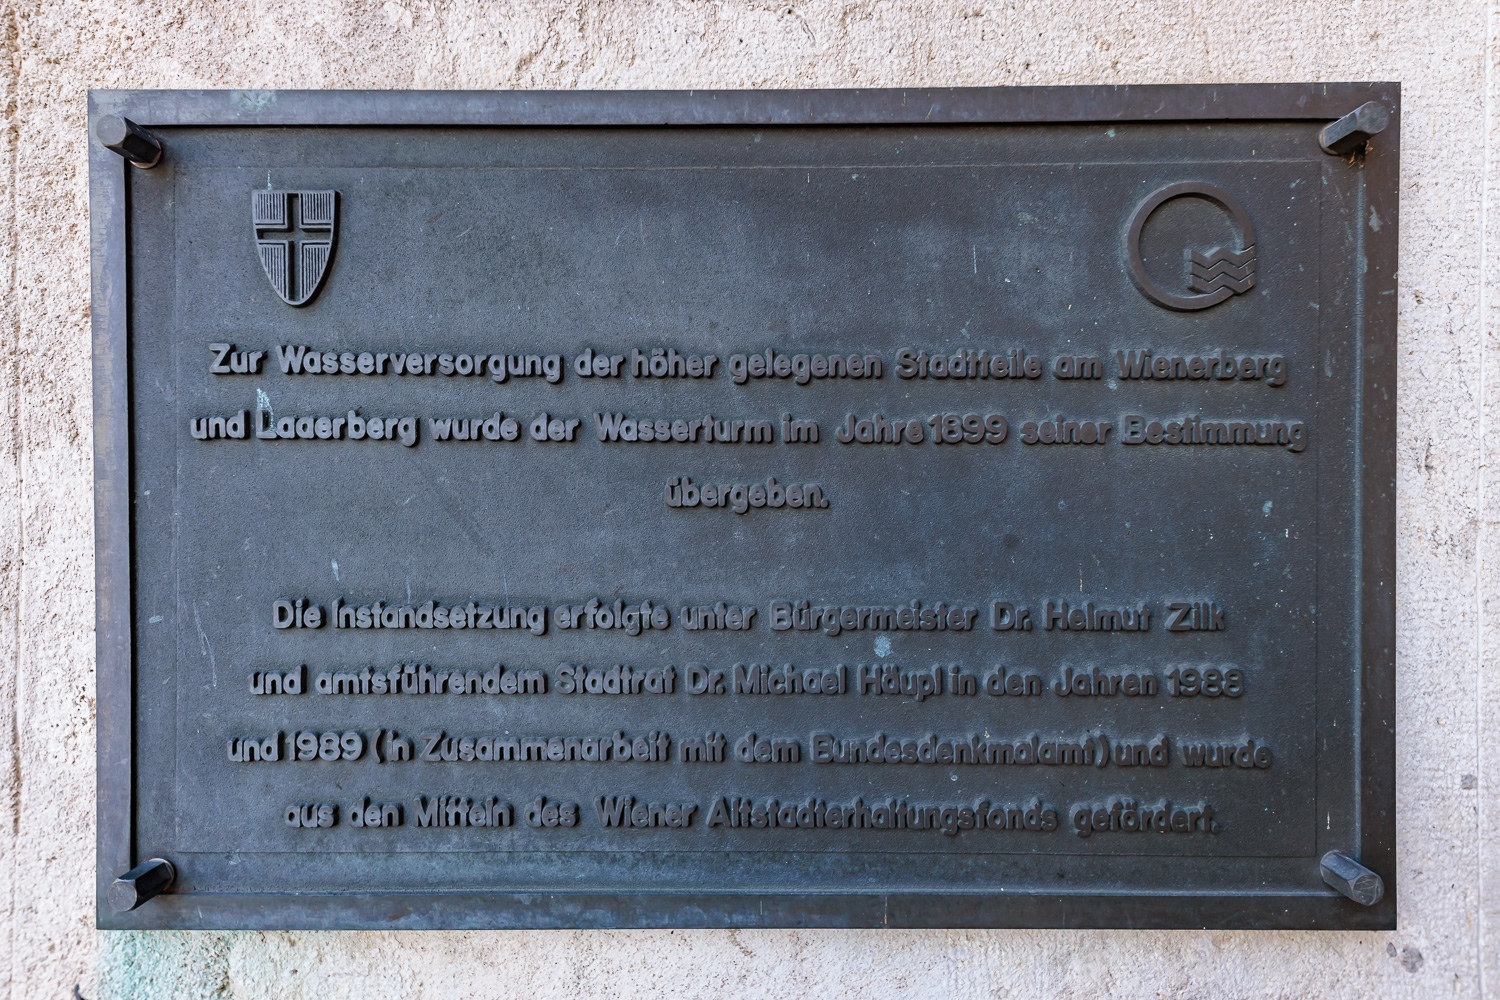 Zur Wasserversorgung der höher gelegenen Stadtteile am Wienerberg
und Laaerberg wurde der Wasserturm im Jahre 1899 seiner Bestimmung
übergeben.
Die Instandsetzung erfolgte unter Bürgermeister Dr. Helmut Zilk
und amtsführendem Stadtrat Dr. Michael Häupl in den Jahren 1988
und 1989 (in Zusammenarbeit mit dem Bundesdenkmalamt) und wurde
aus den Mitteln des Wiener Altstadterhaltungsfonds gefördert.